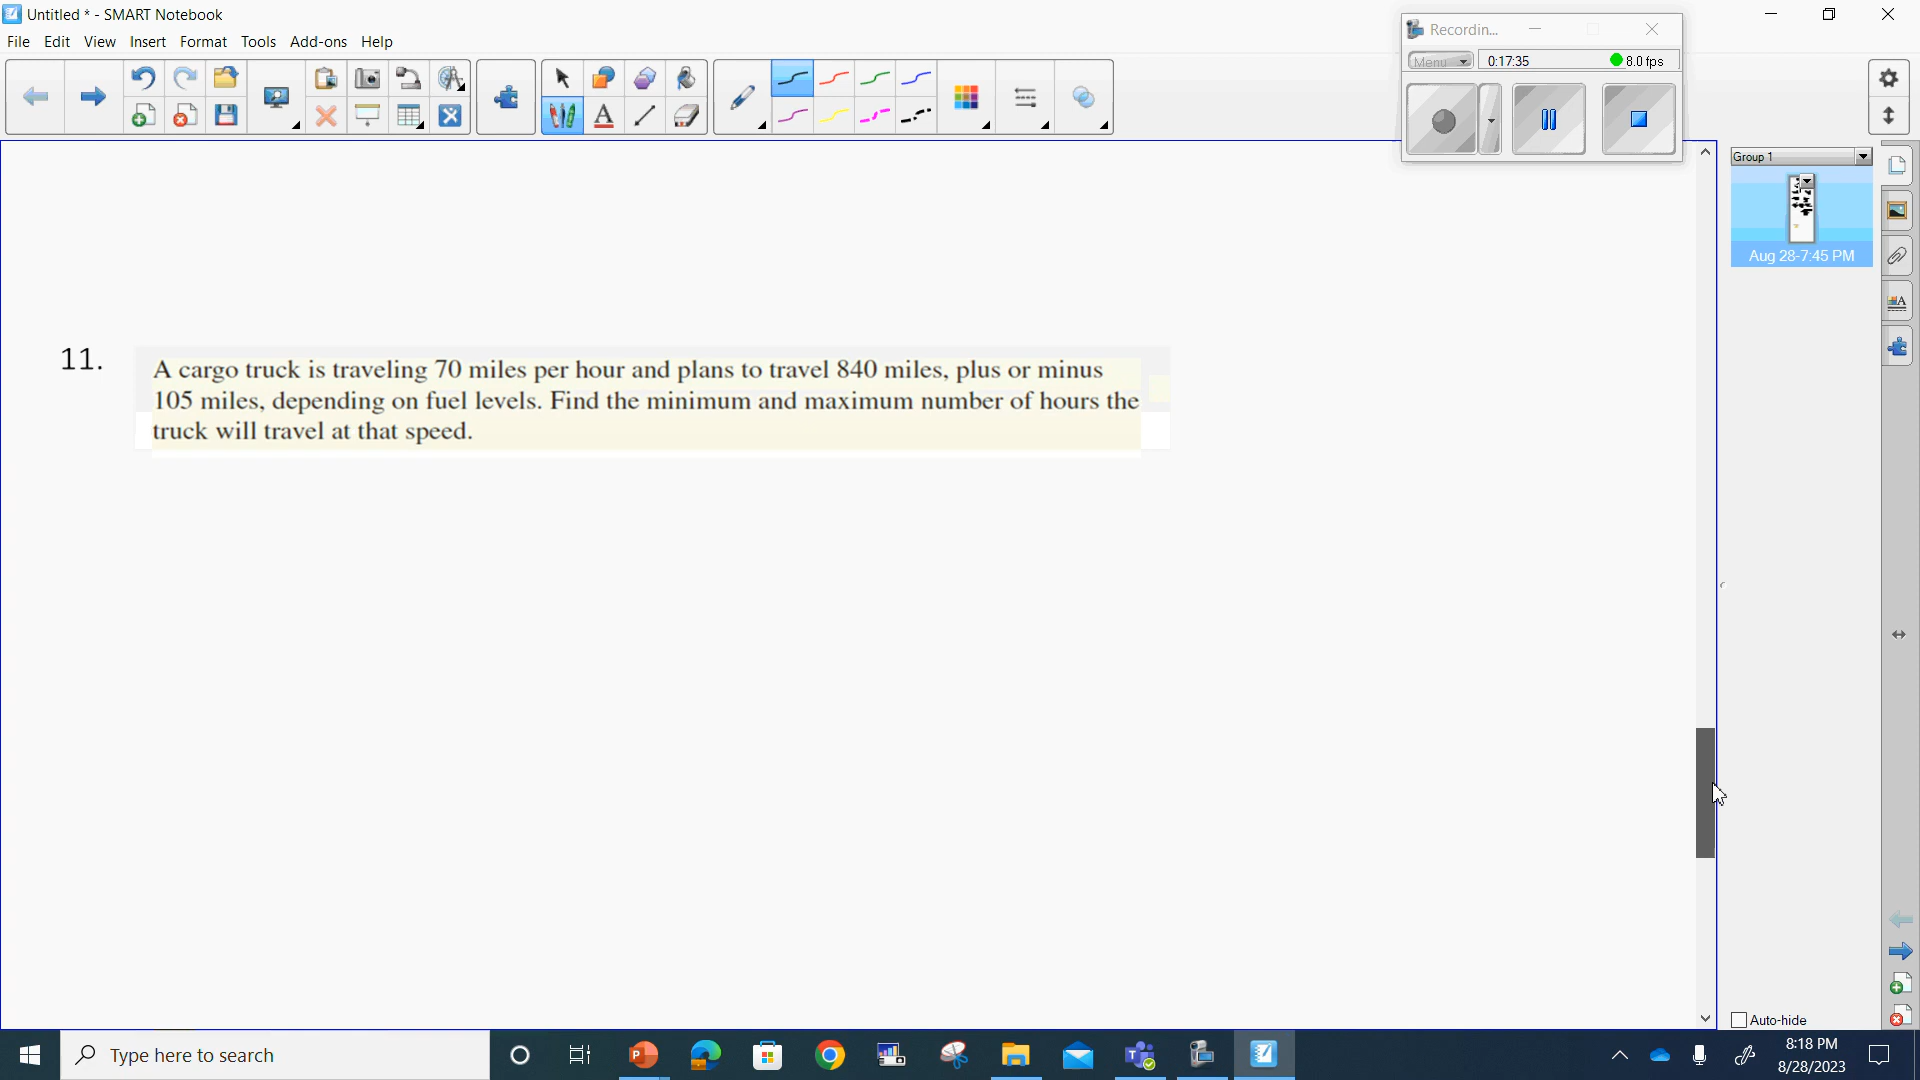 Untitled * - SMART Notebook
File Edit View Insert Format Tools Add-ons Help
Recordin...
Menu 0:17:35 8.0 fps
Group 1
Aug 28-7:45 PM
11. A cargo truck is traveling 70 miles per hour and plans to travel 840 miles, plus or minus
105 miles, depending on fuel levels. Find the minimum and maximum number of hours the
truck will travel at that speed.
Auto-hide
Type here to search
8:18 PM
8/28/2023